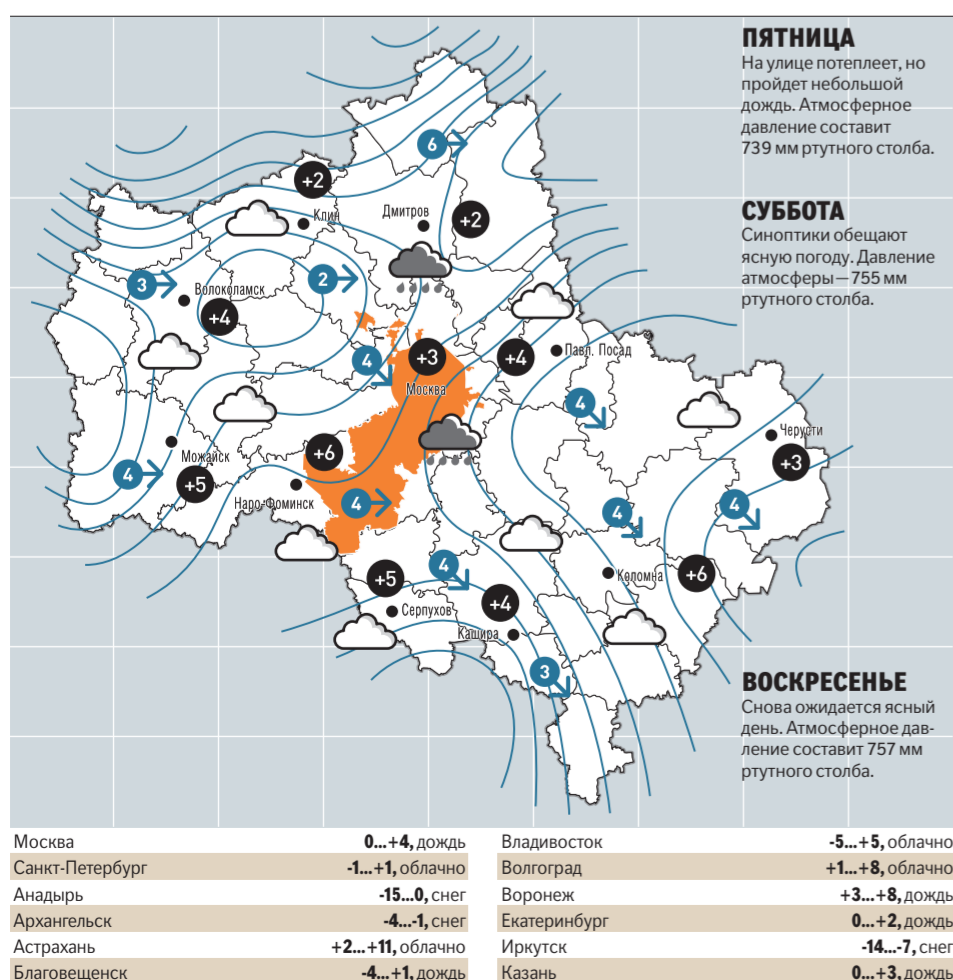 ПЯТНИЦА
На улице потеплеет, но
пройдет небольшой
дождь. Атмосферное
давление составит
739 мм ртутного столба.
СУББОТА
Синоптики обещают
ясную погоду. Давление
атмосферы — 755 мм
ртутного столба.
ВОСКРЕСЕНЬЕ
Снова ожидается ясный
день. Атмосферное дав-
ление составит 757 мм
ртутного столба.
6
+2
Клин
Дмитров
+2
3
2
Волоколамск
+4
4
+3
+4
Павл. Посад
Москва
4
Черусти
Можайск
+6
+3
4
+5
Наро-Фоминск
4
4
4
4
+5
Коломна
+6
+4
Серпухов
Кашира
3
Москва 0...+4, дождь
Санкт-Петербург -1...+1, облачно
Анадырь -15...0, снег
Архангельск -4...-1, снег
Астрахань +2...+11, облачно
Благовещенск -4...+1, дождь
Владивосток -5...+5, облачно
Волгоград +1...+8, облачно
Воронеж +3...+8, дождь
Екатеринбург 0...+2, дождь
Иркутск -14...-7, снег
Казань 0...+3, дождь